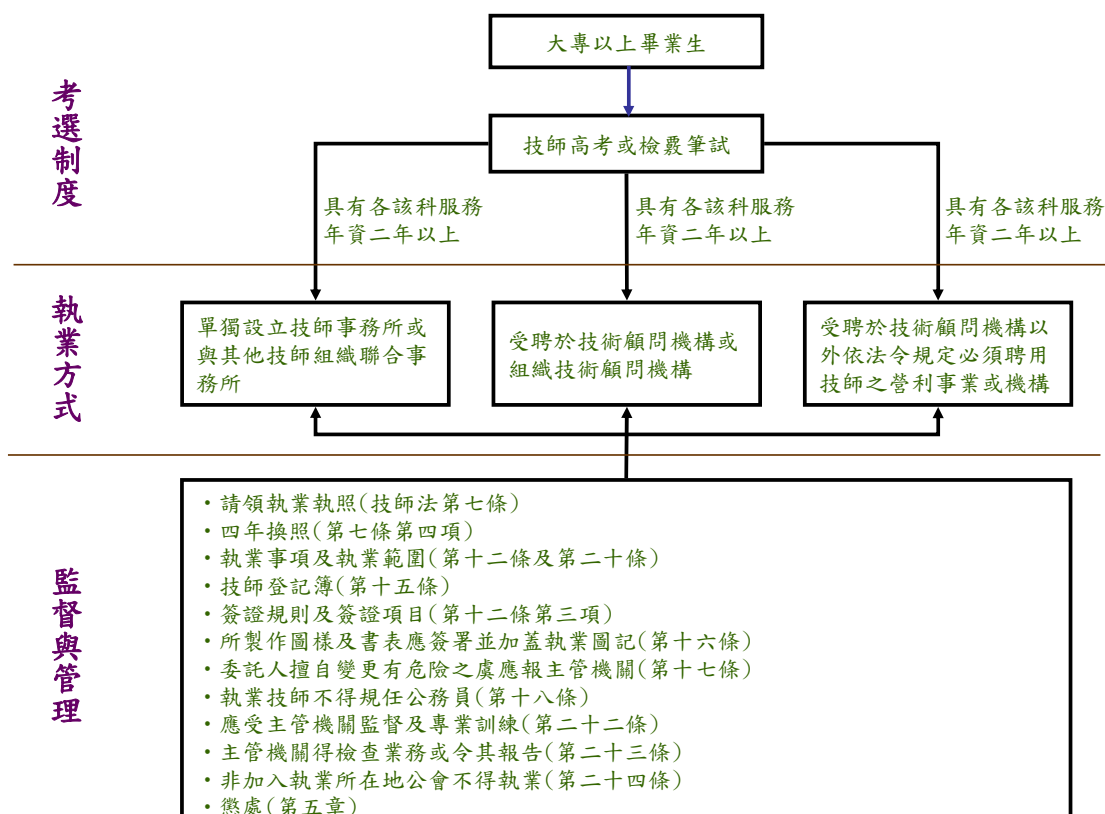 考選制度
大專以上畢業生
技師高考或檢覈筆試
具有各該科服務
年資二年以上
具有各該科服務
年資二年以上
具有各該科服務
年資二年以上
執業方式
單獨設立技師事務所或
與其他技師組織聯合事
務所
受聘於技術顧問機構或
組織技術顧問機構
受聘於技術顧問機構以
外依法令規定必須聘用
技師之營利事業或機構
監督與管理
・請領執業執照(技師法第七條)
・四年換照(第七條第四項)
・執業事項及執業範圍(第十二條及第二十條)
・技師登記簿(第十五條)
・簽證規則及簽證項目(第十二條第三項)
・所製作圖樣及書表應簽署並加蓋執業圖記(第十六條)
・委託人擅自變更有危險之虞應報主管機關(第十七條)
・執業技師不得規任公務員(第十八條)
・應受主管機關監督及專業訓練(第二十二條)
・主管機關得檢查業務或令其報告(第二十三條)
・非加入執業所在地公會不得執業(第二十四條)
・懲處(第五章)